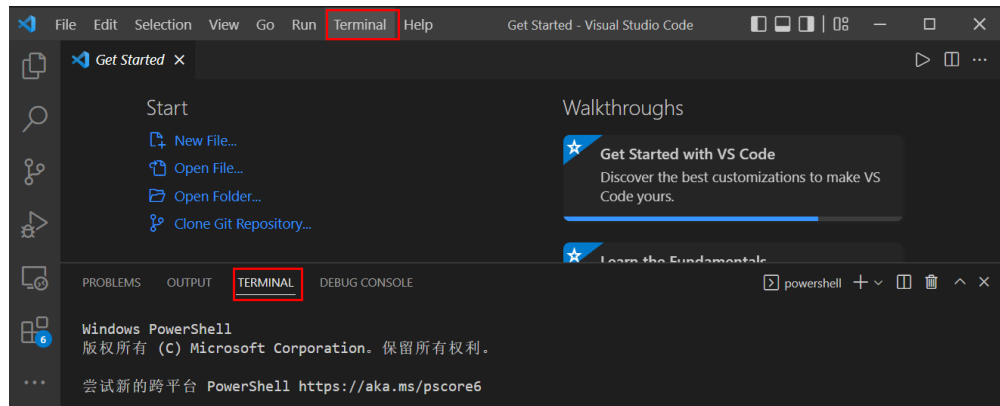 File Edit Selection View Go Run Terminal Help Get Started - Visual Studio Code
Get Started
Start
New File...
Open File...
Open Folder...
Clone Git Repository...
Walkthroughs
Get Started with VS Code
Discover the best customizations to make VS
Code yours.
Learn the Fundamentals
PROBLEMS OUTPUT TERMINAL DEBUG CONSOLE powershell
6
Windows PowerShell
版权所有 (C) Microsoft Corporation。保留所有权利。
尝试新的跨平台 PowerShell https://aka.ms/pscore6